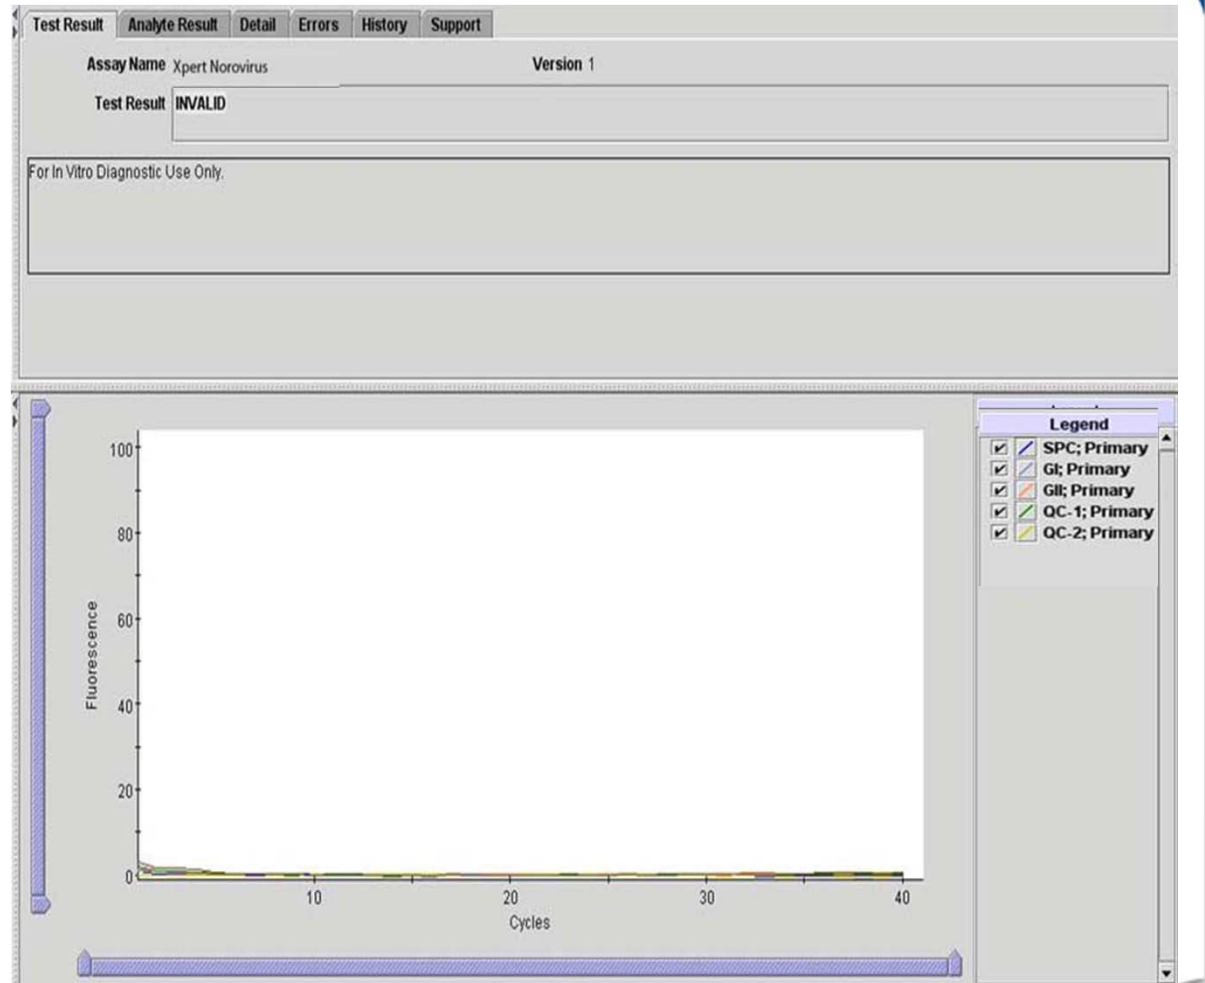 Test Result Analyte Result Detail Errors History Support
Assay Name Xpert Norovirus Version 1
Test Result INVALID
For In Vitro Diagnostic Use Only.
Legend
SPC; Primary
GI; Primary
GII; Primary
QC-1; Primary
QC-2; Primary
100
80
60
40
20
0
Fluorescence
10 20 30 40
Cycles